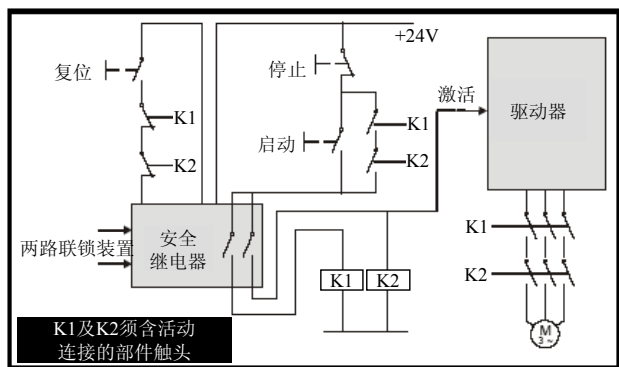 +24V
复位
停止
激活
驱动器
K1
K1
启动
K2
K2
K1
两路联锁装置
安全
继电器
K2
K1
K2
M
3~
K1及K2须含活动
连接的部件触头